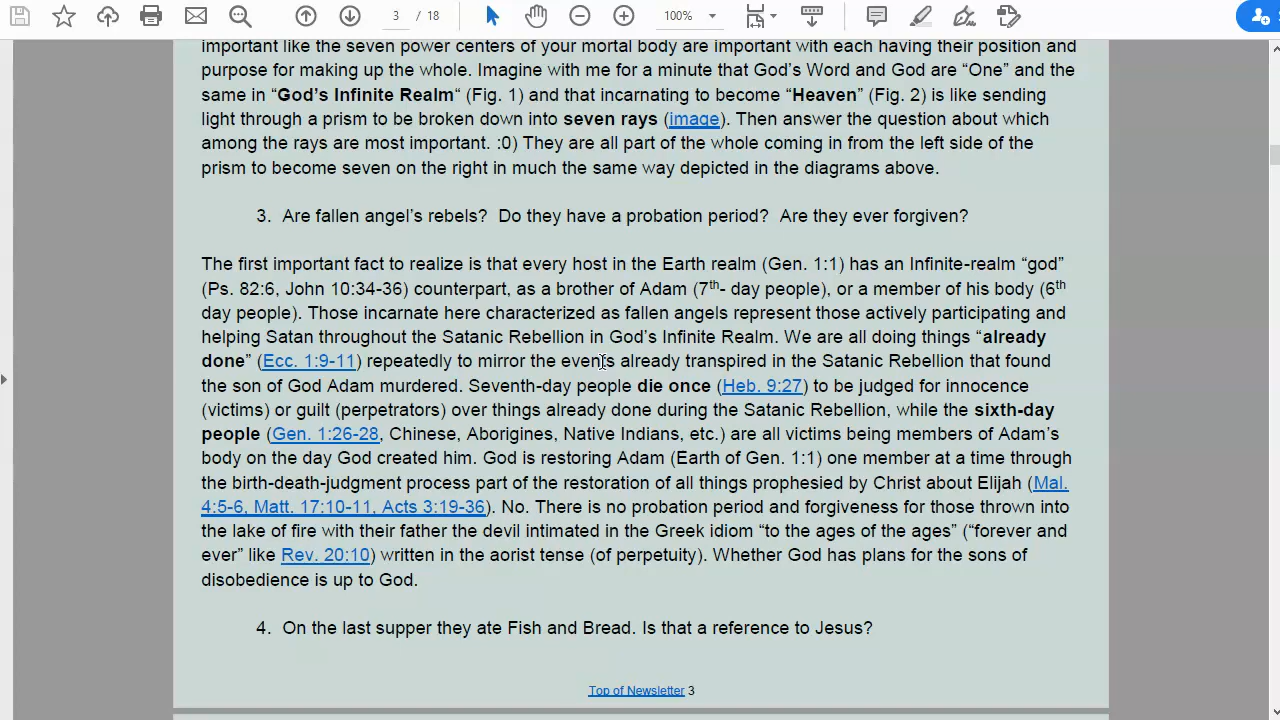 3 / 18 100%
important like the seven power centers of your mortal body are important with each having their position and
purpose for making up the whole. Imagine with me for a minute that God’s Word and God are “One” and the
same in “God’s Infinite Realm“ (Fig. 1) and that incarnating to become “Heaven” (Fig. 2) is like sending
light through a prism to be broken down into seven rays (image). Then answer the question about which
among the rays are most important. :0) They are all part of the whole coming in from the left side of the
prism to become seven on the right in much the same way depicted in the diagrams above.
3. Are fallen angel’s rebels? Do they have a probation period? Are they ever forgiven?
The first important fact to realize is that every host in the Earth realm (Gen. 1:1) has an Infinite-realm “god”
(Ps. 82:6, John 10:34-36) counterpart, as a brother of Adam (7th- day people), or a member of his body (6th
day people). Those incarnate here characterized as fallen angels represent those actively participating and
helping Satan throughout the Satanic Rebellion in God’s Infinite Realm. We are all doing things “already
done” (Ecc. 1:9-11) repeatedly to mirror the events already transpired in the Satanic Rebellion that found
the son of God Adam murdered. Seventh-day people die once (Heb. 9:27) to be judged for innocence
(victims) or guilt (perpetrators) over things already done during the Satanic Rebellion, while the sixth-day
people (Gen. 1:26-28, Chinese, Aborigines, Native Indians, etc.) are all victims being members of Adam’s
body on the day God created him. God is restoring Adam (Earth of Gen. 1:1) one member at a time through
the birth-death-judgment process part of the restoration of all things prophesied by Christ about Elijah (Mal.
4:5-6, Matt. 17:10-11, Acts 3:19-36). No. There is no probation period and forgiveness for those thrown into
the lake of fire with their father the devil intimated in the Greek idiom “to the ages of the ages” (“forever and
ever” like Rev. 20:10) written in the aorist tense (of perpetuity). Whether God has plans for the sons of
disobedience is up to God.
4. On the last supper they ate Fish and Bread. Is that a reference to Jesus?
Top of Newsletter 3